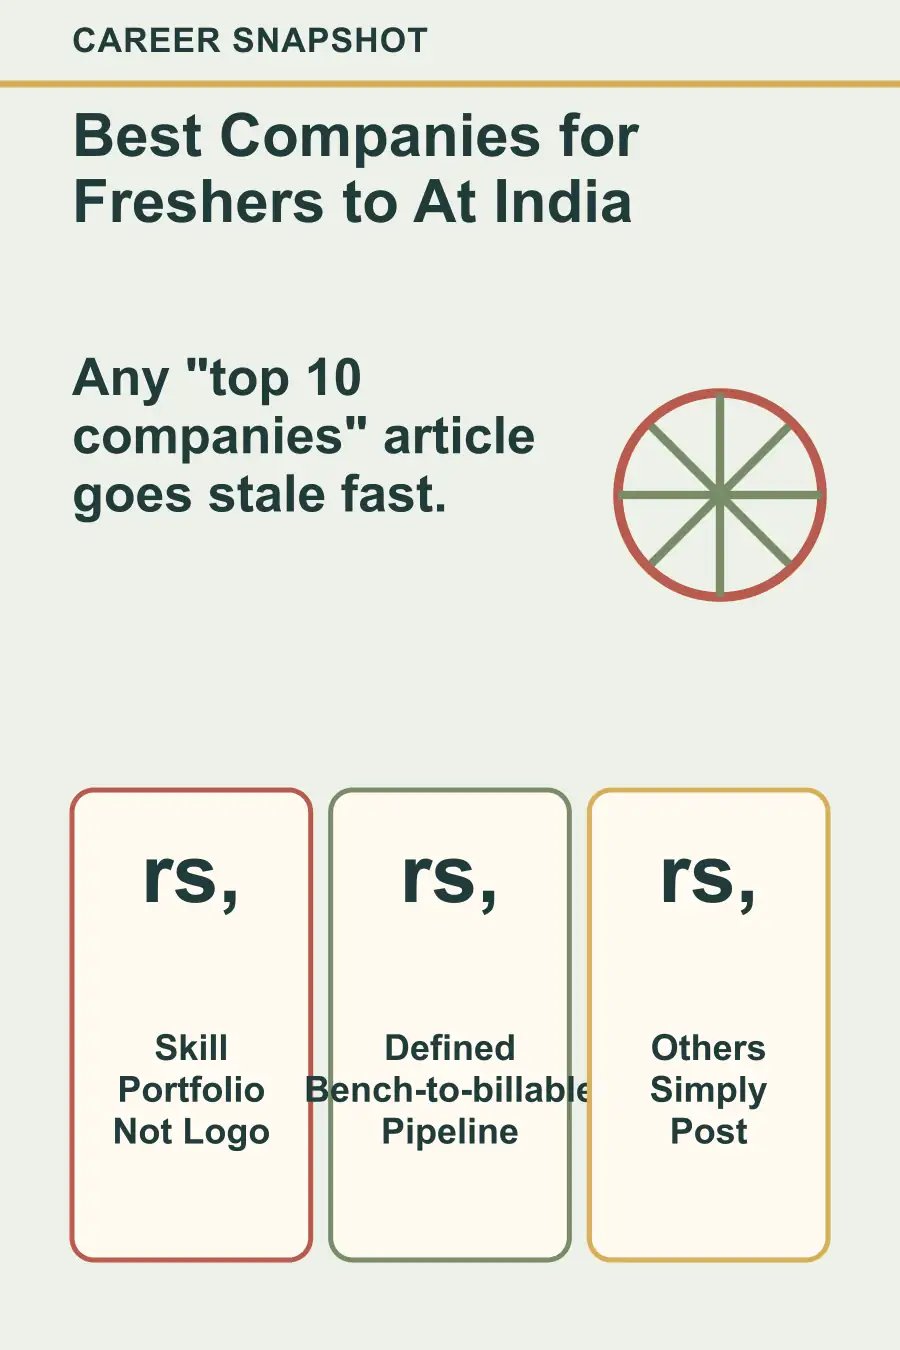 CAREER SNAPSHOT
Best Companies for
Freshers to At India
Any "top 10
companies" article
goes stale fast.
rs,
Skill
Portfolio
Not Logo
rs,
Defined
Bench-to-billable
Pipeline
rs,
Others
Simply
Post